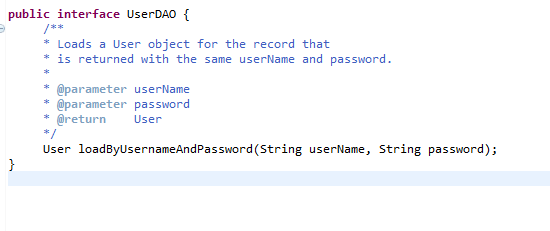 public interface UserDAO {
/**
* Loads a User object for the record that
* is returned with the same userName and password.
*
* @parameter userName
* @parameter password
* @return User
*/
User loadByUsernameAndPassword(String userName, String password);
}